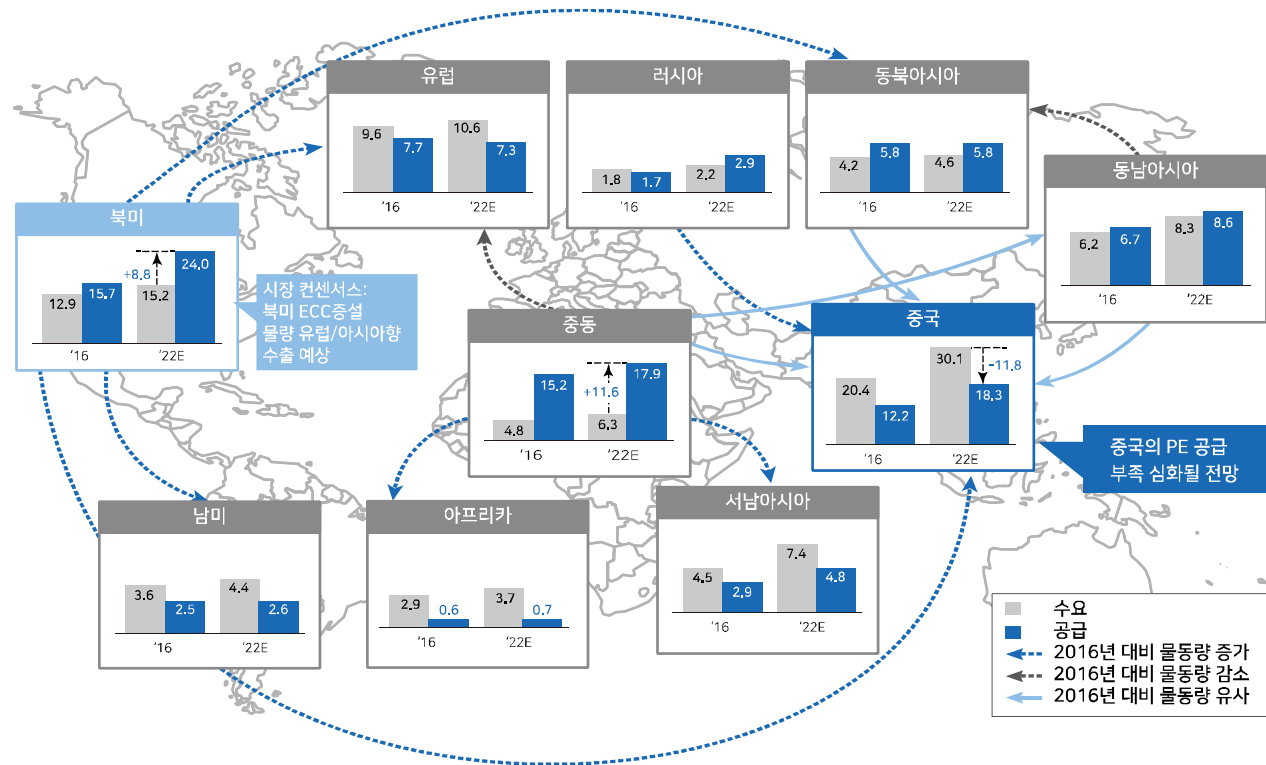 유럽
9.6
7.7
10.6
7.3
'16
'22E
러시아
1.8
1.7
2.2
2.9
'16
'22E
동북아시아
4.2
5.8
4.6
5.8
'16
'22E
동남아시아
6.2
6.7
8.3
8.6
'16
'22E
북미
12.9
15.7
+8.8
15.2
24.0
'16
'22E
시장 컨센서스:
북미 ECC증설
물량 유럽/아시아향
수출 예상
중동
4.8
15.2
+11.6
6.3
17.9
'16
'22E
중국
20.4
12.2
30.1
18.3
-11.8
'16
'22E
중국의 PE 공급
부족 심화될 전망
남미
3.6
2.5
4.4
2.6
'16
'22E
아프리카
2.9
0.6
3.7
0.7
'16
'22E
서남아시아
4.5
2.9
7.4
4.8
'16
'22E
수요
공급
2016년 대비 물동량 증가
2016년 대비 물동량 감소
2016년 대비 물동량 유사